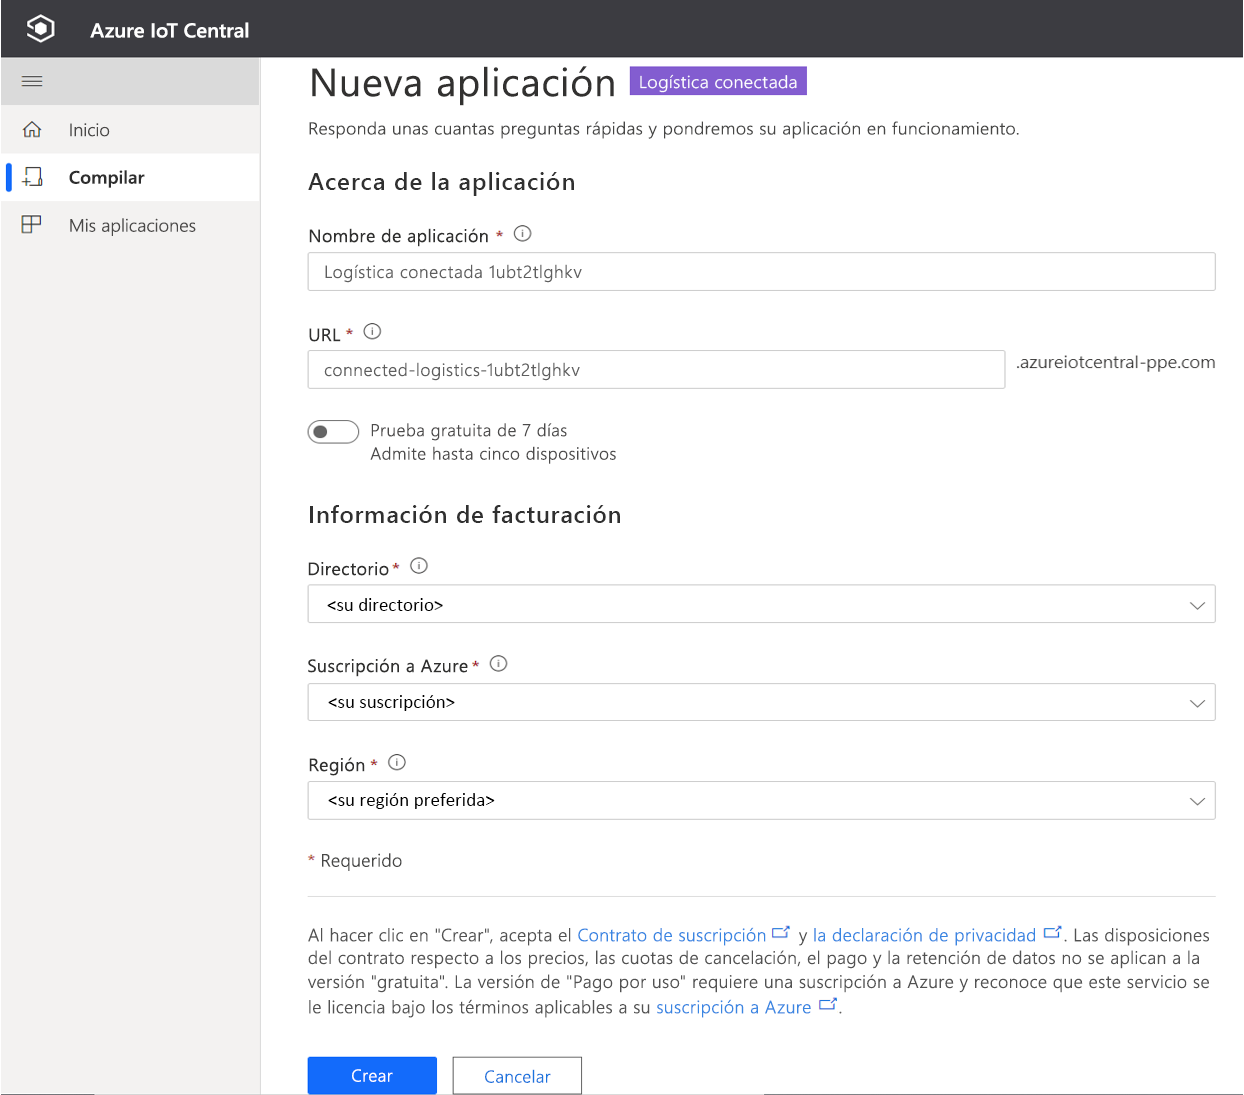 Azure IoT Central
Inicio
Compilar
Mis aplicaciones
Nueva aplicación Logística conectada
Responda unas cuantas preguntas rápidas y pondremos su aplicación en funcionamiento.
Acerca de la aplicación
Nombre de aplicación *
Logística conectada 1ubt2tlghkv
URL *
connected-logistics-1ubt2tlghkv .azureiotcentral-ppe.com
Prueba gratuita de 7 días
Admite hasta cinco dispositivos
Información de facturación
Directorio *
<su directorio>
Suscripción a Azure *
<su suscripción>
Región *
<su región preferida>
* Requerido
Al hacer clic en "Crear", acepta el Contrato de suscripción y la declaración de privacidad. Las disposiciones
del contrato respecto a los precios, las cuotas de cancelación, el pago y la retención de datos no se aplican a la
versión "gratuita". La versión de "Pago por uso" requiere una suscripción a Azure y reconoce que este servicio se
le licencia bajo los términos aplicables a su suscripción a Azure.
Crear Cancelar